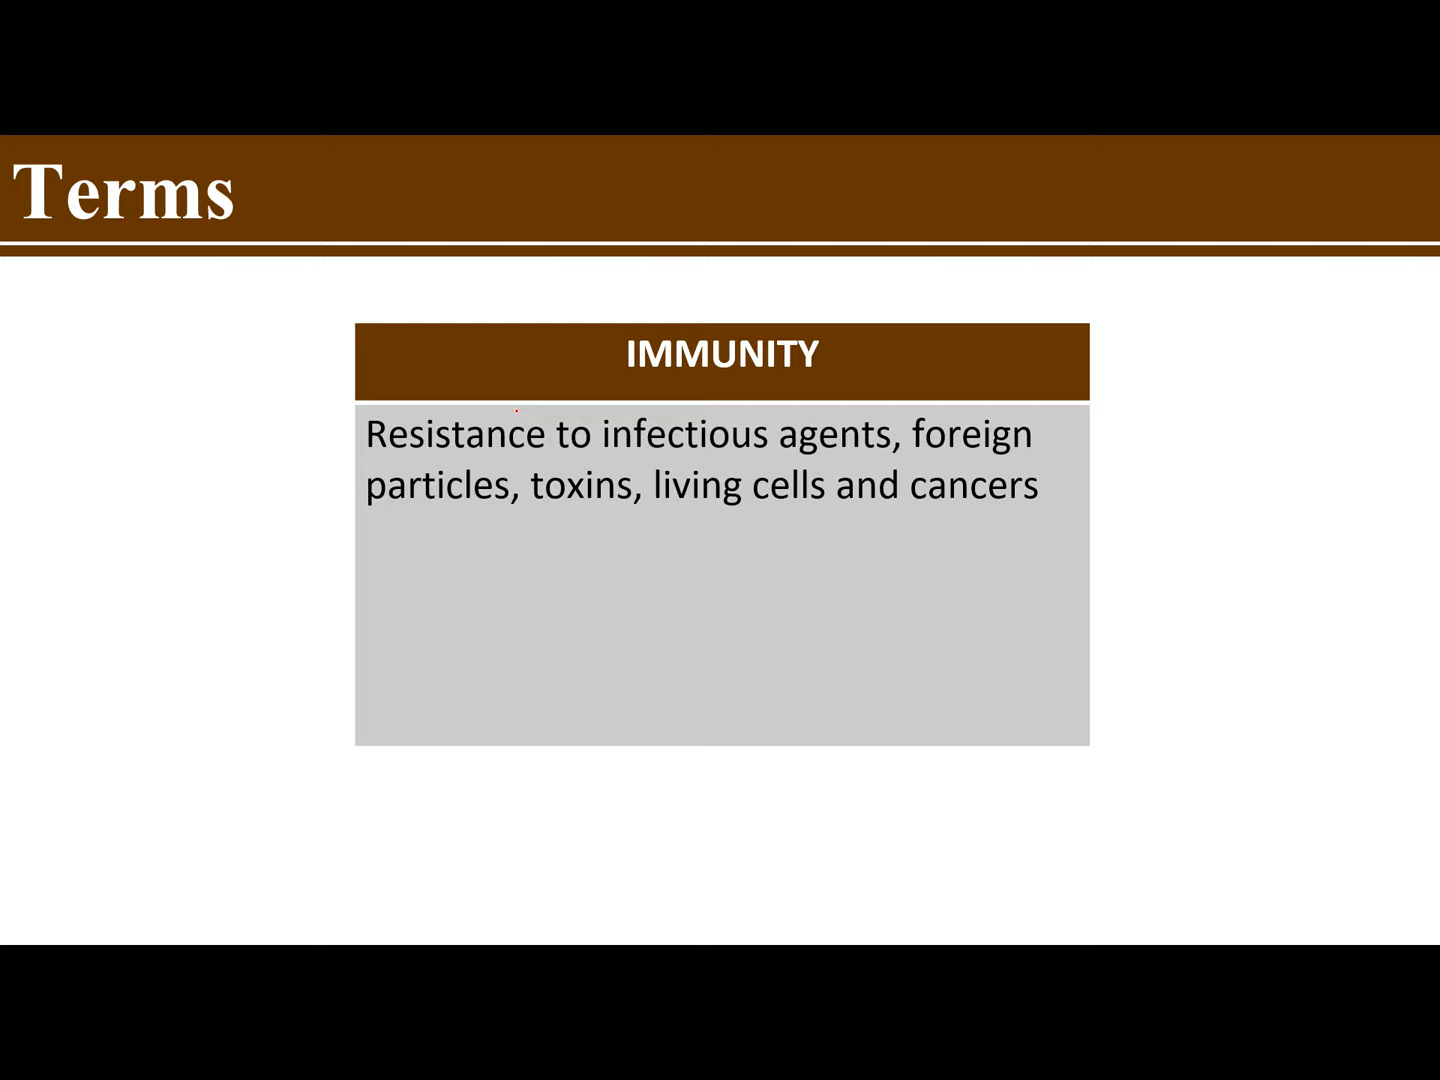 Terms
IMMUNITY
Resistance to infectious agents, foreign
particles, toxins, living cells and cancers